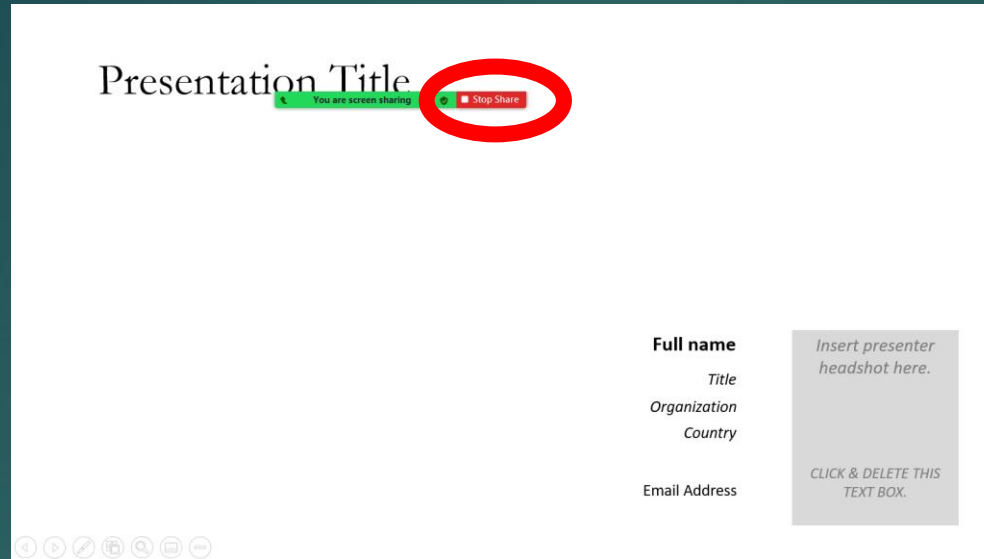 Presentation Title
You are screen sharing Stop Share
Full name
Title
Organization
Country
Email Address
Insert presenter
headshot here.
CLICK & DELETE THIS
TEXT BOX.